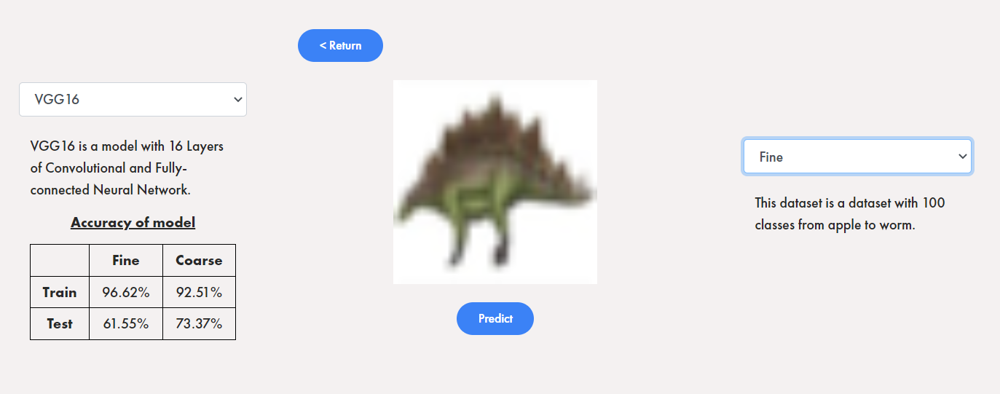 < Return
VGG16
VGG16 is a model with 16 Layers
of Convolutional and Fully-
connected Neural Network.
Accuracy of model
Fine Coarse
Train 96.62% 92.51%
Test 61.55% 73.37%
Predict
Fine
This dataset is a dataset with 100
classes from apple to worm.